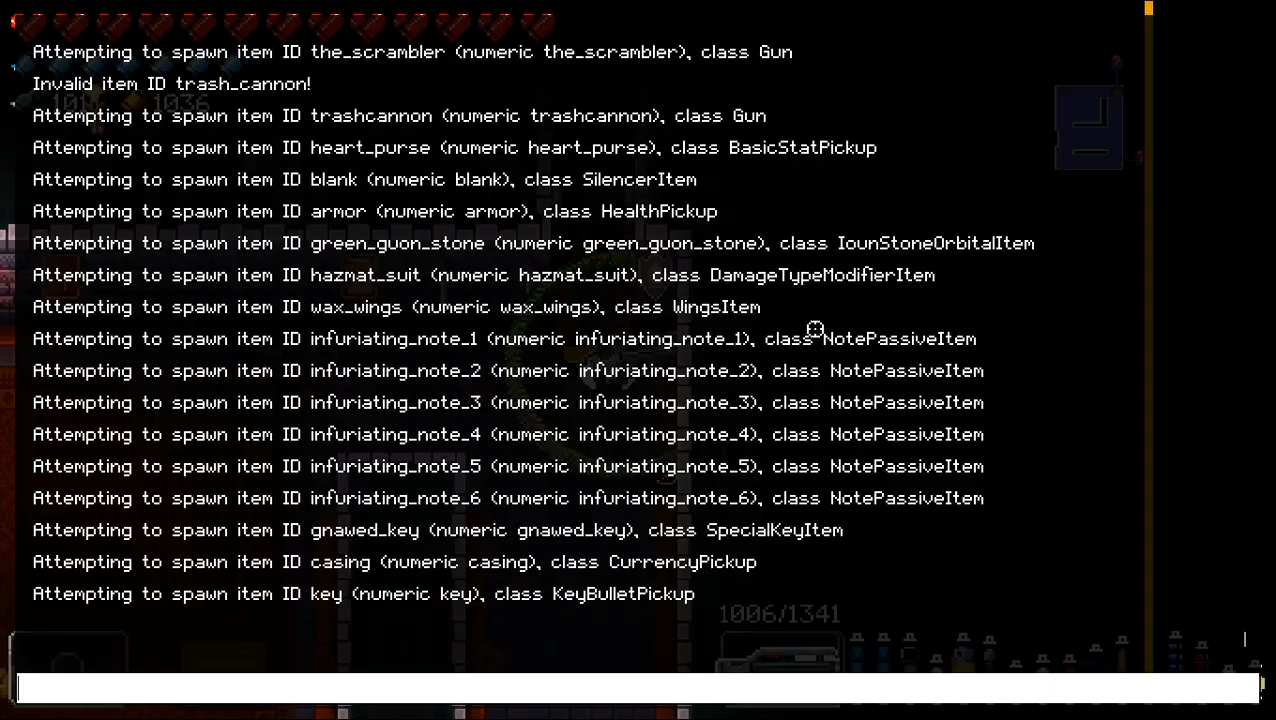 Attempting to spawn item ID the_scrambler (numeric the_scrambler), class Gun
Invalid item ID trash_cannon!
Attempting to spawn item ID trashcannon (numeric trashcannon), class Gun
Attempting to spawn item ID heart_purse (numeric heart_purse), class BasicStatPickup
Attempting to spawn item ID blank (numeric blank), class SilencerItem
Attempting to spawn item ID armor (numeric armor), class HealthPickup
Attempting to spawn item ID green_guon_stone (numeric green_guon_stone), class IounStoneOrbitalItem
Attempting to spawn item ID hazmat_suit (numeric hazmat_suit), class DamageTypeModifierItem
Attempting to spawn item ID wax_wings (numeric wax_wings), class WingsItem
Attempting to spawn item ID infuriating_note_1 (numeric infuriating_note_1), class NotePassiveItem
Attempting to spawn item ID infuriating_note_2 (numeric infuriating_note_2), class NotePassiveItem
Attempting to spawn item ID infuriating_note_3 (numeric infuriating_note_3), class NotePassiveItem
Attempting to spawn item ID infuriating_note_4 (numeric infuriating_note_4), class NotePassiveItem
Attempting to spawn item ID infuriating_note_5 (numeric infuriating_note_5), class NotePassiveItem
Attempting to spawn item ID infuriating_note_6 (numeric infuriating_note_6), class NotePassiveItem
Attempting to spawn item ID gnawed_key (numeric gnawed_key), class SpecialKeyItem
Attempting to spawn item ID casing (numeric casing), class CurrencyPickup
Attempting to spawn item ID key (numeric key), class KeyBulletPickup
1006/1341